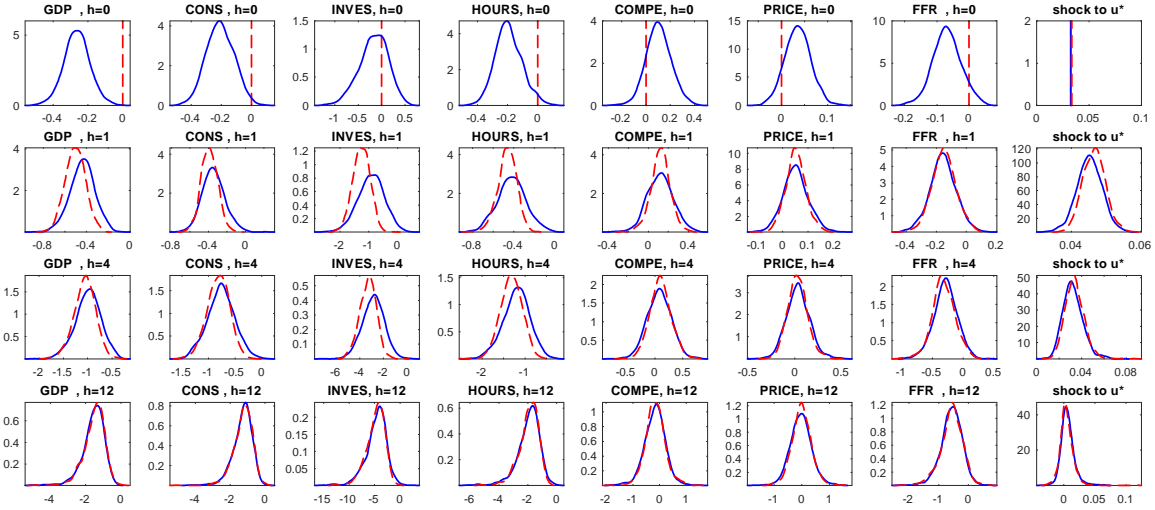 GDP , h=0 CONS , h=0 INVES, h=0 HOURS, h=0 COMPE, h=0 PRICE, h=0 FFR , h=0 shock to u*
5 4 1.5 4 4 15 10 2
1.5
2 1 2 2 10 5 1
0.5 5 0.5
0 0 0 0 0 0 0 0
-0.4 -0.2 0 -0.4 -0.2 0 -1 0 -0.4 -0.2 0 -0.2 0 0.2 0.4 0 0.1 -0.2 -0.1 0 0 0.05 0.1
GDP , h=1 CONS , h=1 INVES, h=1 HOURS, h=1 COMPE, h=1 PRICE, h=1 FFR , h=1 shock to u*
4 4 1.2 4 4 10 5 120
1 8 4 100
0.8 6 3 80
2 2 0.6 2 2 4 2 60
0.4 2 1 40
0.2 20
-0.8 -0.4 0 -0.8 -0.4 0 -2 -1 0 -0.8 -0.4 0 -0.4 0 0.4 -0.1 0 0.1 0.2 -0.4 -0.2 0 0.2 0.04 0.06
GDP , h=4 CONS , h=4 INVES, h=4 HOURS, h=4 COMPE, h=4 PRICE, h=4 FFR , h=4 shock to u*
1.5 2 0.5 1.5 2 4 2 50
1 1.5 0.4 1 1.5 3 1.5 40
1 0.3 1 2 1 30
0.5 0.5 0.2 0.5 0.5 1 0.5 20
0.1 10
0 0 0
-2 -1.5 -1 -0.5 -1.5 -1 -0.5 0 -6 -4 -2 0 -2 -1 -0.5 0 0.5 -0.5 0 0.5 -1 -0.5 0 0.5 0 0.04 0.08
GDP , h=12 CONS , h=12 INVES, h=12 HOURS, h=12 COMPE, h=12 PRICE, h=12 FFR , h=12 shock to u*
0.6 0.8 0.2 0.6 1 1.2 1.2 40
0.4 0.6 0.15 0.4 0.8 1 1
0.4 0.1 0.6 0.8 0.8 20
0.2 0.2 0.05 0.2 0.4 0.6 0.6
0.2 0.4 0.4
0 0.2 0.2
-4 -2 0 -4 -2 0 -15 -10 -5 0 -6 -4 -2 0 -2 -1 0 1 -2 -1 0 1 -2 -1 0 1 0 0.05 0.1